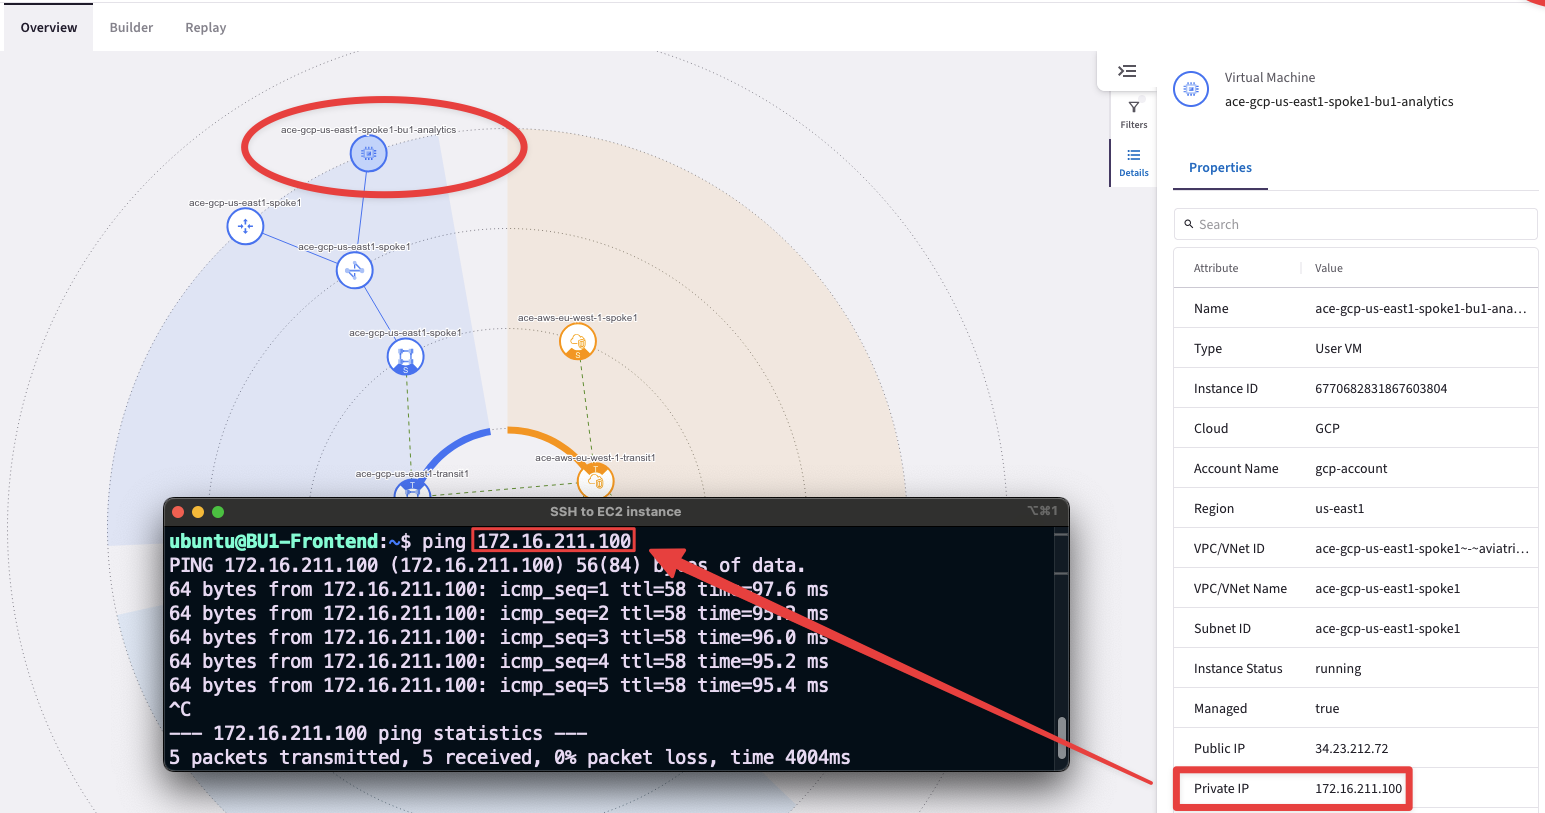 Overview
Builder
Replay
ace-gcp-us-east1-spoke1-bu1-analytics
ace-gcp-us-east1-spoke1
ace-gcp-us-east1-spoke1
ace-gcp-us-east1-spoke1
S
ace-aws-eu-west-1-spoke1
S
ace-gcp-us-east1-transit1
T
ace-aws-eu-west-1-transit1
T
SSH to EC2 instance
⌥⌘1
ubuntu@BU1-Frontend:~$ ping 172.16.211.100
PING 172.16.211.100 (172.16.211.100) 56(84) bytes of data.
64 bytes from 172.16.211.100: icmp_seq=1 ttl=58 time=97.6 ms
64 bytes from 172.16.211.100: icmp_seq=2 ttl=58 time=95.2 ms
64 bytes from 172.16.211.100: icmp_seq=3 ttl=58 time=96.0 ms
64 bytes from 172.16.211.100: icmp_seq=4 ttl=58 time=95.2 ms
64 bytes from 172.16.211.100: icmp_seq=5 ttl=58 time=95.4 ms
^C
--- 172.16.211.100 ping statistics ---
5 packets transmitted, 5 received, 0% packet loss, time 4004ms
Filters
Details
Virtual Machine
ace-gcp-us-east1-spoke1-bu1-analytics
Properties
Search
Attribute Value
Name ace-gcp-us-east1-spoke1-bu1-ana...
Type User VM
Instance ID 6770682831867603804
Cloud GCP
Account Name gcp-account
Region us-east1
VPC/VNet ID ace-gcp-us-east1-spoke1~-~aviatri...
VPC/VNet Name ace-gcp-us-east1-spoke1
Subnet ID ace-gcp-us-east1-spoke1
Instance Status running
Managed true
Public IP 34.23.212.72
Private IP 172.16.211.100